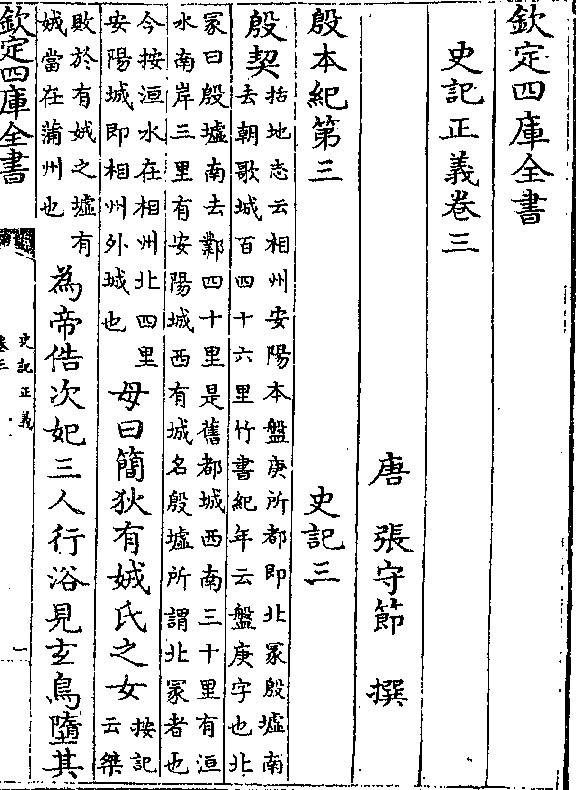 欽定四庫全書
史記正義卷三
唐 張守節 撰
殷本紀第三 史記三
殷契
括地志云相州安陽本盤庚所都即北冡殷墟南
去朝歌城百四十六里竹書紀年云盤庚字也北
冡曰殷墟南去鄴四十里是舊都城西南三十里有洹
水南岸三里有安陽城西有城名殷墟所謂北冡者也
今按洹水在相州北四里
安陽城即相州外城也
母曰簡狄有娀氏之女
按記
云桀
敗於有娀之墟有
娀當在蒲州也
為帝俈次妃三人行浴見玄鳥墮其
欽定四庫全書
史記正義
卷三
一